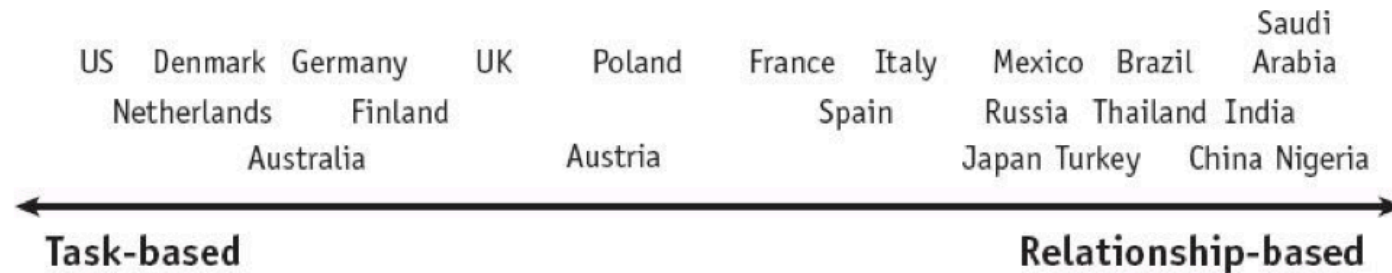 Saudi
US Denmark Germany UK Poland France Italy Mexico Brazil Arabia
Netherlands Finland Spain Russia Thailand India
Australia Austria Japan Turkey China Nigeria
Task-based Relationship-based